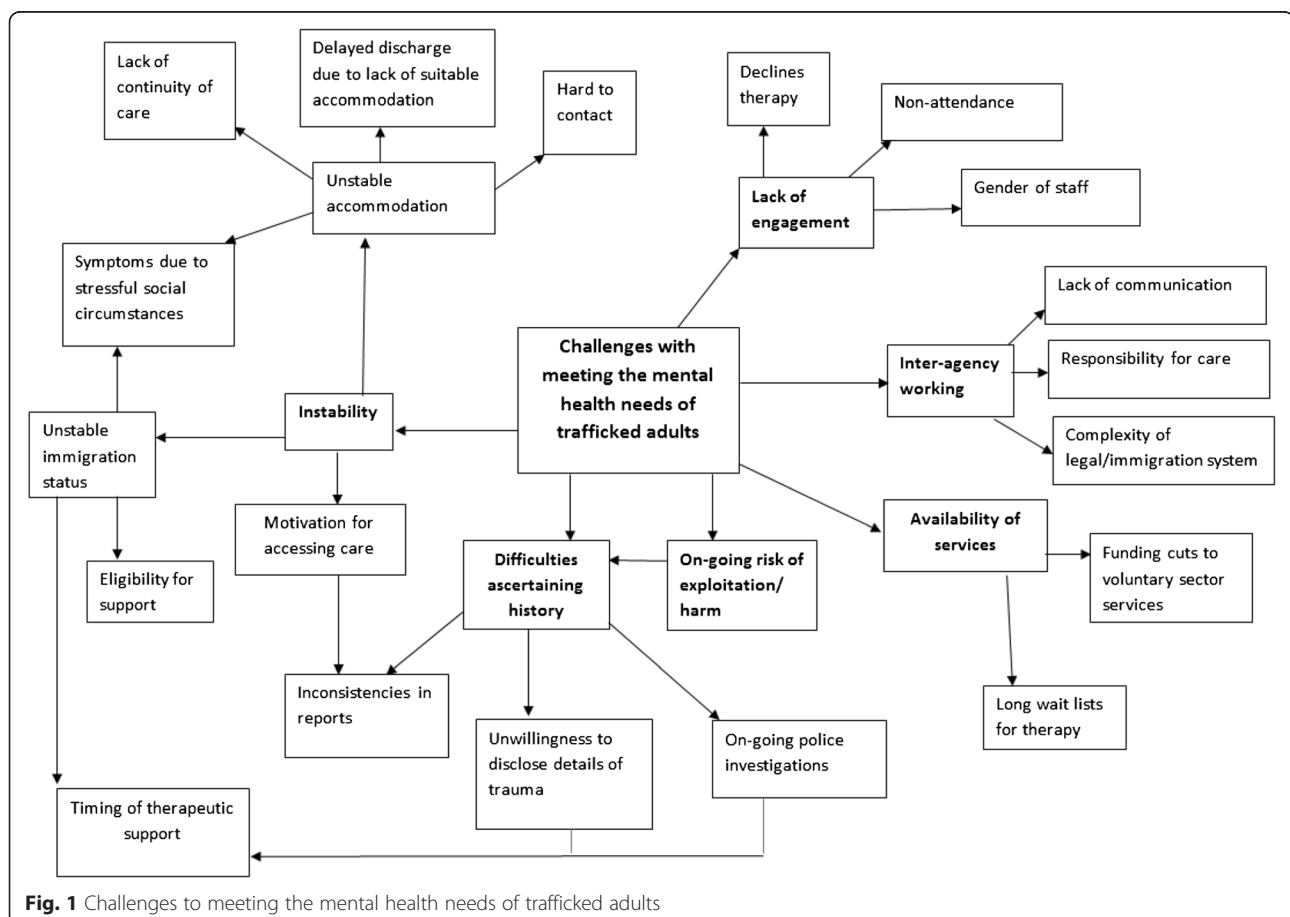 Lack of
continuity of
care
Delayed discharge
due to lack of suitable
accommodation
Hard to
contact
Declines
therapy
Non-attendance
Unstable
accommodation
Lack of
engagement
Gender of staff
Symptoms due to
stressful social
circumstances
Lack of communication
Challenges with
meeting the mental
health needs of
trafficked adults
Inter-agency
working
Responsibility for care
Instability
Unstable
immigration
status
Complexity of
legal/immigration system
Motivation for
accessing care
Availability of
services
Difficulties
ascertaining
history
On-going risk of
exploitation/
harm
Funding cuts to
voluntary sector
services
Eligibility for
support
Inconsistencies in
reports
Long wait lists
for therapy
Unwillingness to
disclose details of
trauma
On-going police
investigations
Timing of therapeutic
support
Fig. 1 Challenges to meeting the mental health needs of trafficked adults